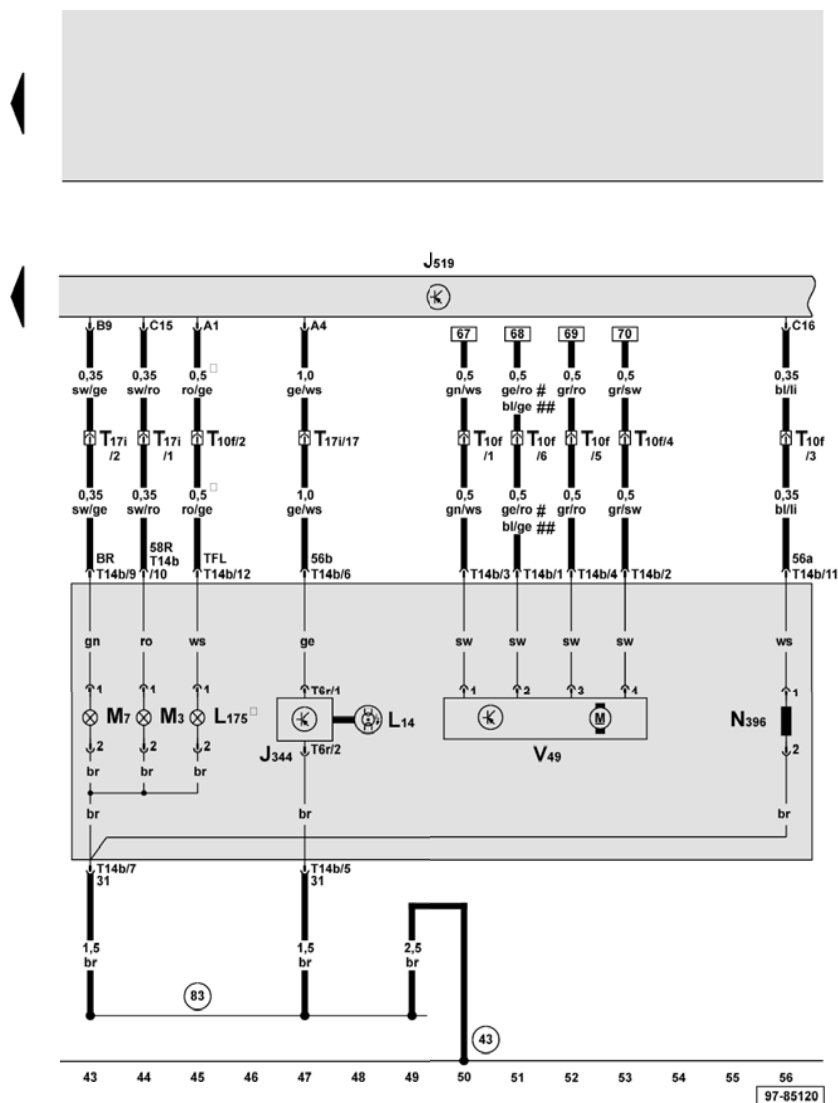 J519
B9 C15 A1 A4 67 68 69 70 C16
0,35 0,35 0,5 1,0 0,5 0,5 0,5 0,5 0,35
sw/ge sw/ro ro/ge ge/ws gn/ws ge/ro # gr/ro gr/sw bl/li
bl/ge ##
T17i T17i T10f/2 T17i/17 T10f T10f T10f T10f/4 T10f
/2 /1 /1 /6 /5 /3
0,35 0,35 0,5 1,0 0,5 0,5 0,5 0,5 0,35
sw/ge sw/ro ro/ge ge/ws gn/ws ge/ro # gr/ro gr/sw bl/li
bl/ge ##
BR 58R TFL 56b 56a
T14b
T14b/9 /10 T14b/12 T14b/6 T14b/3 T14b/1 T14b/4 T14b/2 T14b/11
gn ro ws ge sw sw sw sw ws
1 1 1 T6r/1 1 2 3 4 1
M7 M3 L175 L14 M N396
2 2 2 T6r/2 2
J344 V49
br br br
br br br
T14b/7 T14b/5
31 31
1,5 1,5 2,5
br br br
83
43
43 44 45 46 47 48 49 50 51 52 53 54 55 56
97-85120